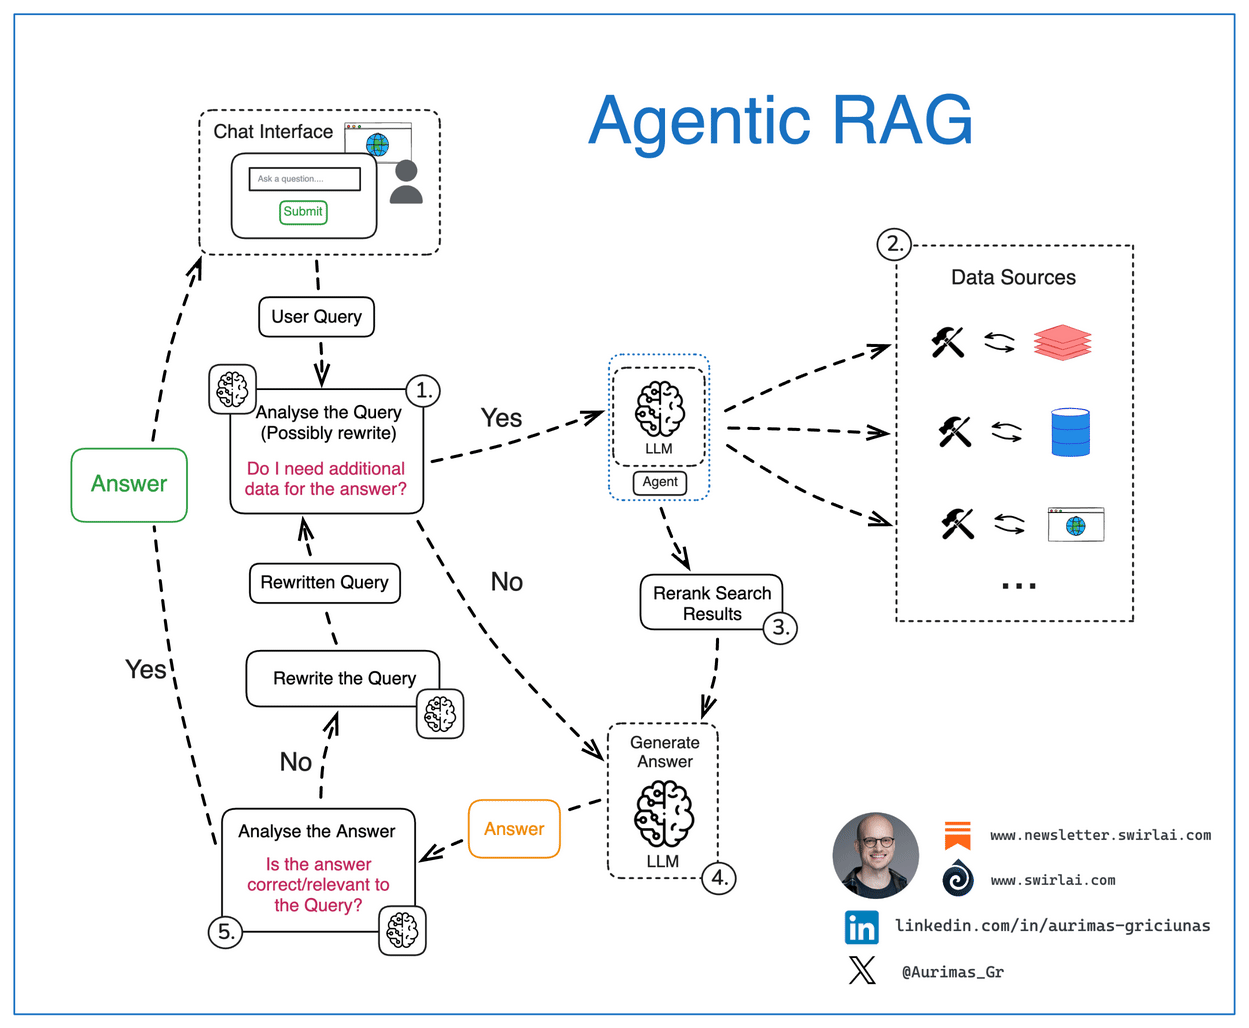 Agentic RAG
Chat Interface
Ask a question....
Submit
User Query
1.
Analyse the Query
(Possibly rewrite)
Do I need additional
data for the answer?
Yes
No
LLM
Agent
2.
Data Sources
...
Rerank Search
Results
3.
Generate
Answer
LLM
4.
Answer
Analyse the Answer
Is the answer
correct/relevant to
the Query?
5.
No
Rewrite the Query
Rewritten Query
Yes
Answer
www.newsletter.swirlai.com
www.swirlai.com
in
linkedin.com/in/aurimas-griciunas
X
@Aurimas_Gr